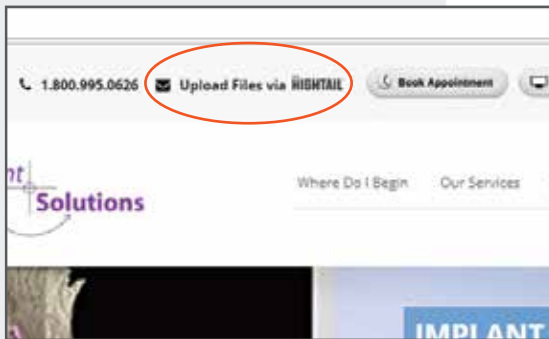 1.800.995.0626 Upload Files via HIGHTAIL Book Appointment
nt
Solutions
Where Do I Begin Our Services
IMPLANT